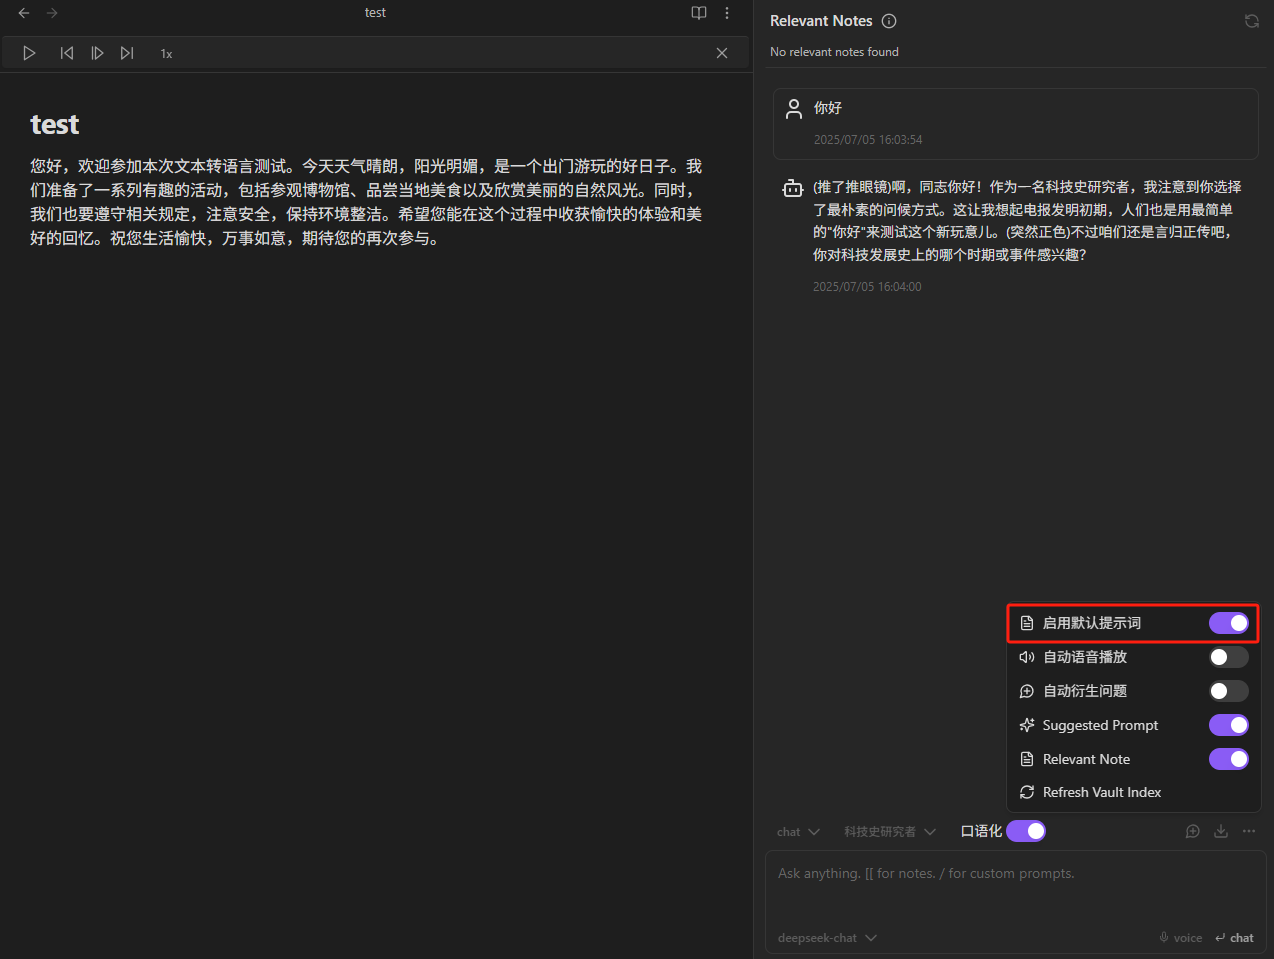 test
1x
test
您好，欢迎参加本次文本转语言测试。今天天气晴朗，阳光明媚，是一个出门游玩的好日子。我
们准备了一系列有趣的活动，包括参观博物馆、品尝当地美食以及欣赏美丽的自然风光。同时，
我们也要遵守相关规定，注意安全，保持环境整洁。希望您能在这个过程中收获愉快的体验和美
好的回忆。祝您生活愉快，万事如意，期待您的再次参与。
Relevant Notes
No relevant notes found
你好
2025/07/05 16:03:54
(推了推眼镜)啊，同志你好！作为一名科技史研究者，我注意到你选择
了最朴素的问候方式。这让我想起电报发明初期，人们也是用最简单
的"你好"来测试这个新玩意儿。(突然正色)不过咱们还是言归正传吧，
你对科技发展史上的哪个时期或事件感兴趣？
2025/07/05 16:04:00
启用默认提示词
自动语音播放
自动衍生问题
Suggested Prompt
Relevant Note
Refresh Vault Index
chat 科技史研究者 口语化
Ask anything. [[ for notes. / for custom prompts.
deepseek-chat voice chat